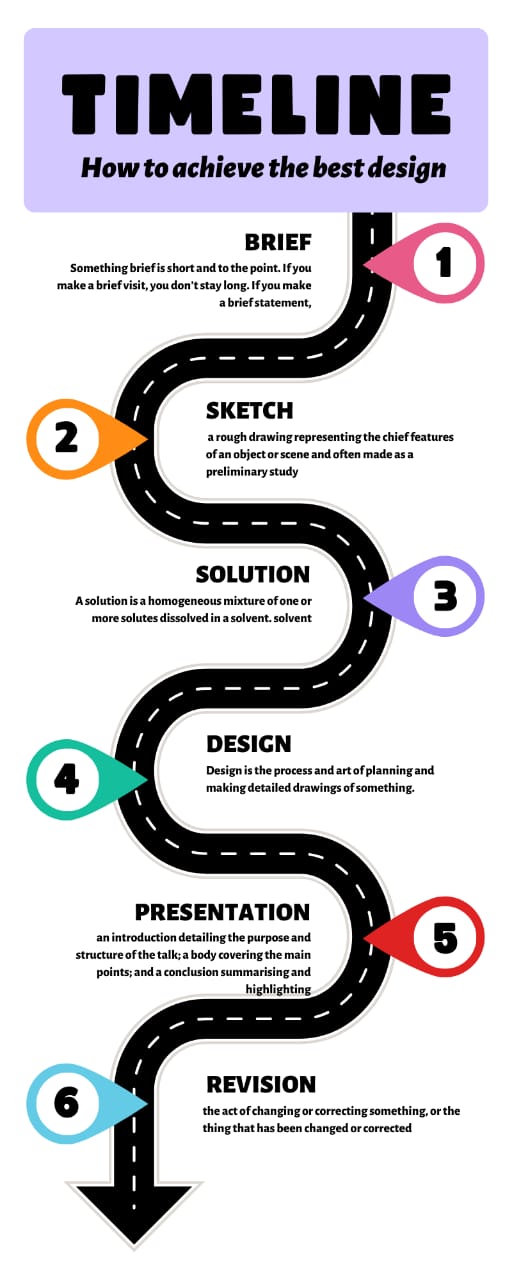 TIMELINE
How to achieve the best design
BRIEF
1
Something brief is short and to the point. If you
make a brief visit, you don't stay long. If you make
a brief statement,
SKETCH
2
a rough drawing representing the chief features
of an object or scene and often made as a
preliminary study
SOLUTION
3
A solution is a homogeneous mixture of one or
more solutes dissolved in a solvent. solvent
DESIGN
4
Design is the process and art of planning and
making detailed drawings of something.
PRESENTATION
5
an introduction detailing the purpose and
structure of the talk; a body covering the main
points; and a conclusion summarising and
highlighting
REVISION
6
the act of changing or correcting something, or the
thing that has been changed or corrected